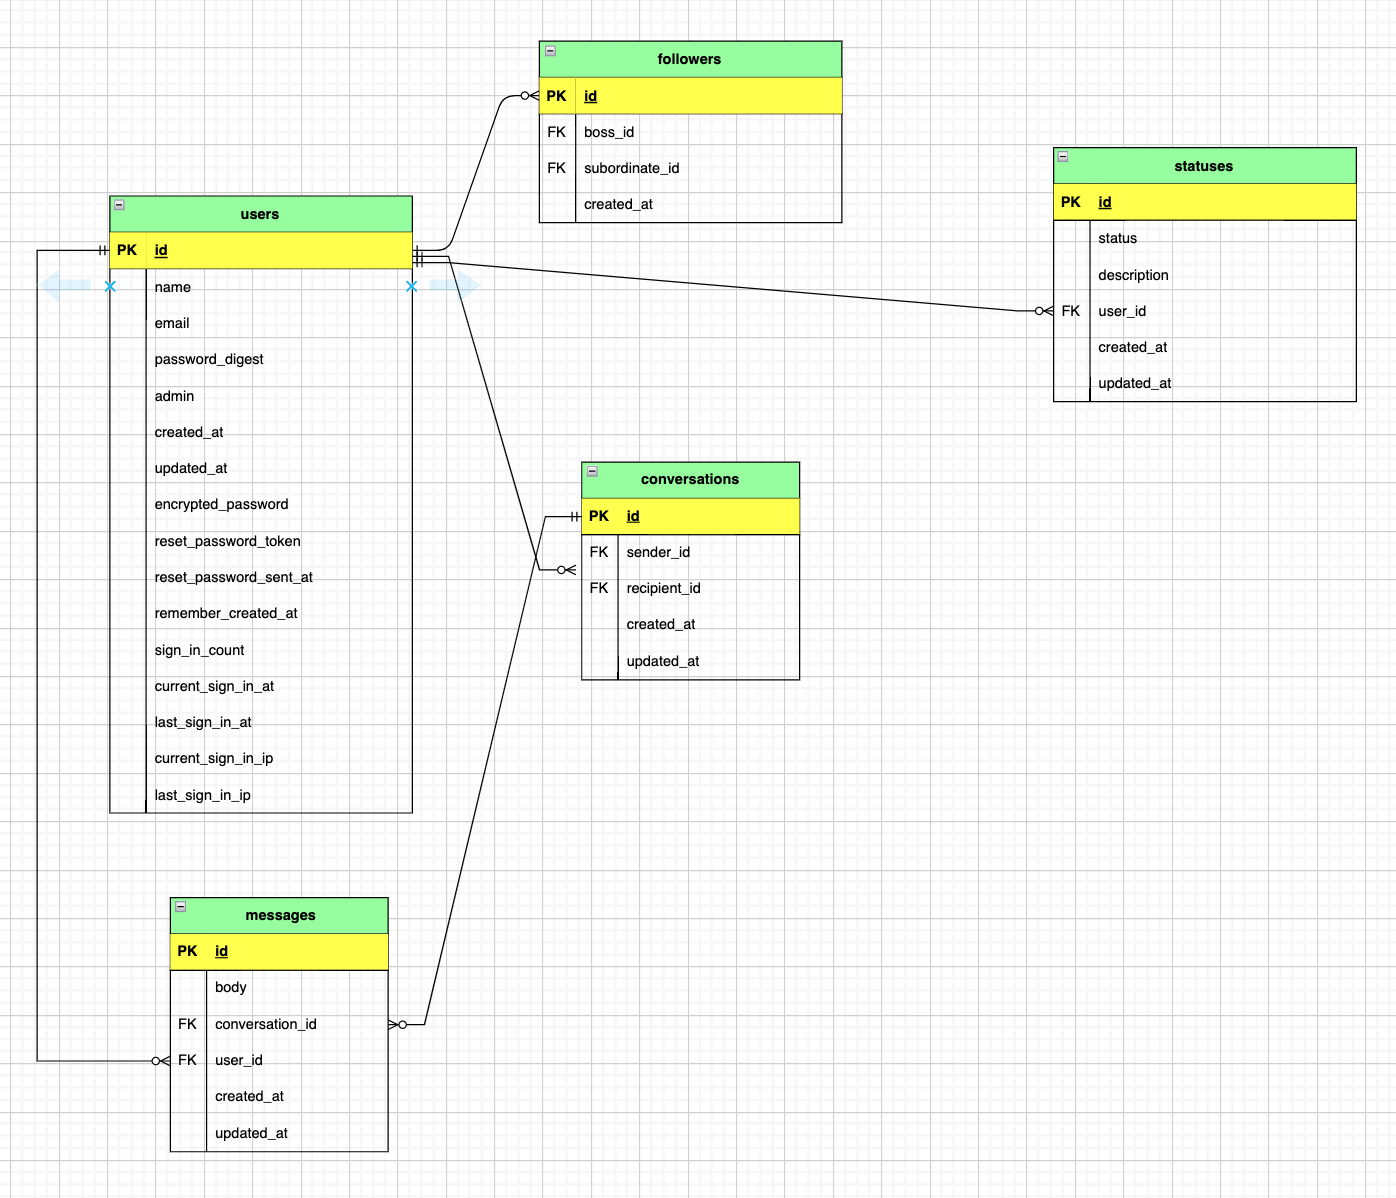 followers
PK id
FK boss_id
FK subordinate_id
created_at
statuses
PK id
status
description
FK user_id
created_at
updated_at
users
PK id
name
email
password_digest
admin
created_at
updated_at
encrypted_password
reset_password_token
reset_password_sent_at
remember_created_at
sign_in_count
current_sign_in_at
last_sign_in_at
current_sign_in_ip
last_sign_in_ip
conversations
PK id
FK sender_id
FK recipient_id
created_at
updated_at
messages
PK id
body
FK conversation_id
FK user_id
created_at
updated_at